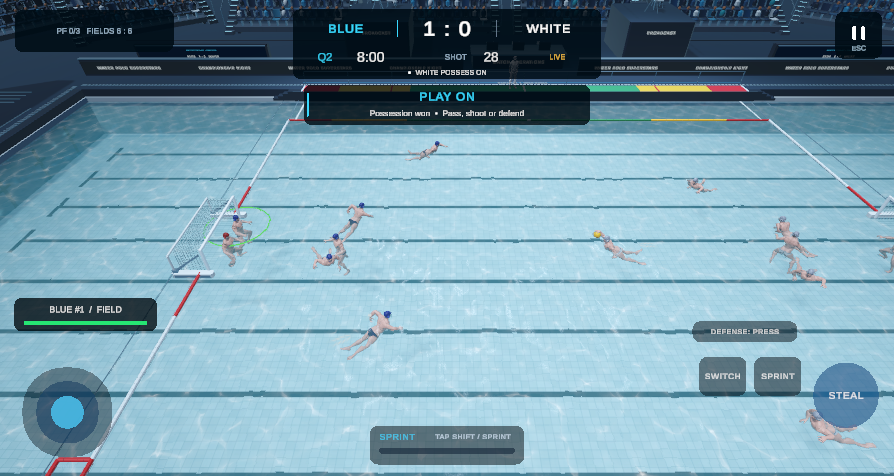 PF 0/3 FIELDS 6 : 6
BLUE 1 : 0 WHITE
Q2 8:00 SHOT 28 LIVE
• WHITE POSSESSION
ESC
PLAY ON
Possession won • Pass, shoot or defend
BLUE #1 / FIELD
DEFENSE: PRESS
SWITCH
SPRINT
STEAL
SPRINT TAP SHIFT / SPRINT